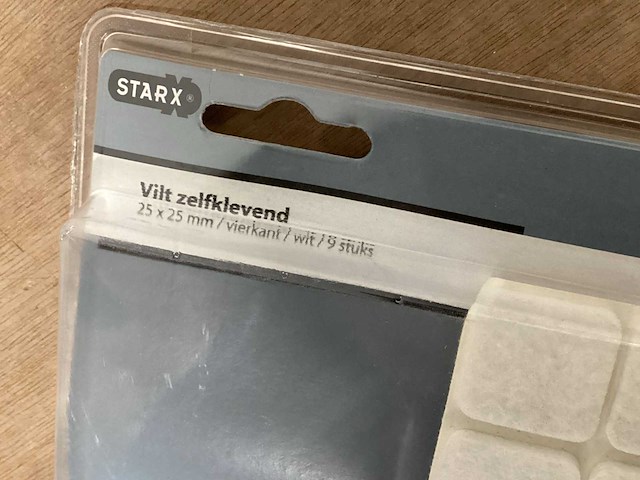 STARX®
Vilt zelfklevend
25 x 25 mm / vierkant / wit / 9 stuks